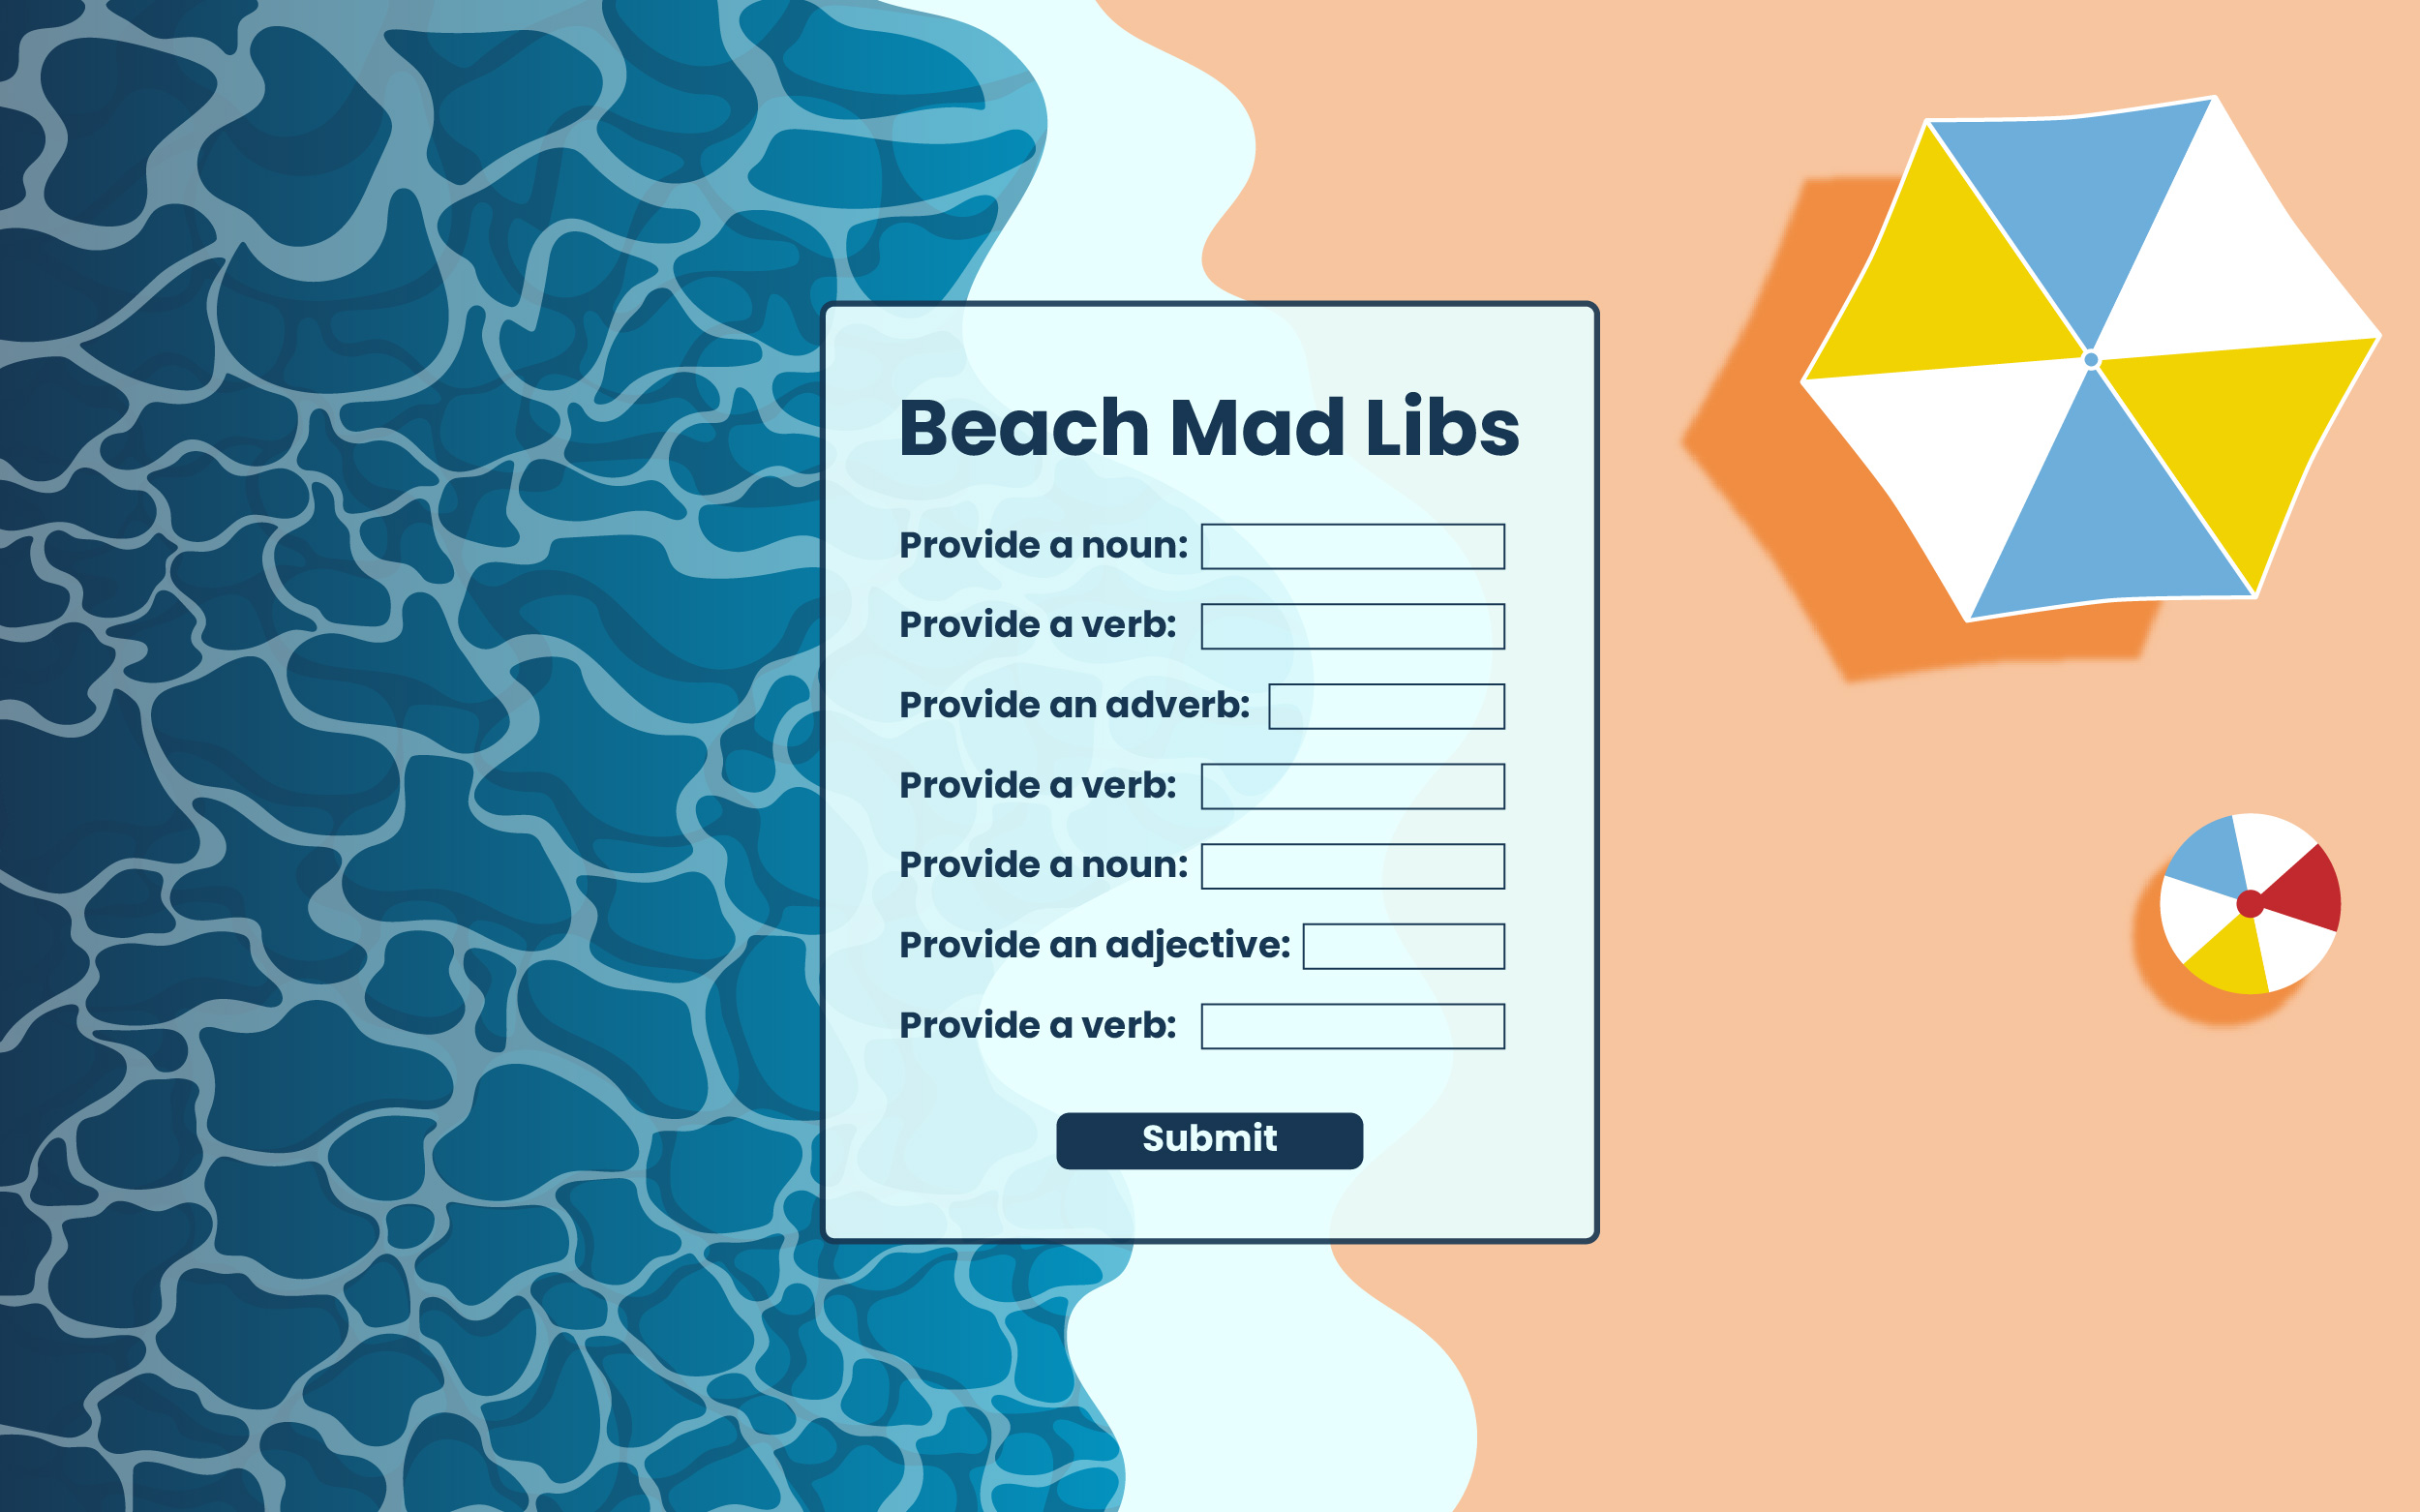 Beach Mad Libs
Provide a noun:
Provide a verb:
Provide an adverb:
Provide a verb:
Provide a noun:
Provide an adjective:
Provide a verb:
Submit